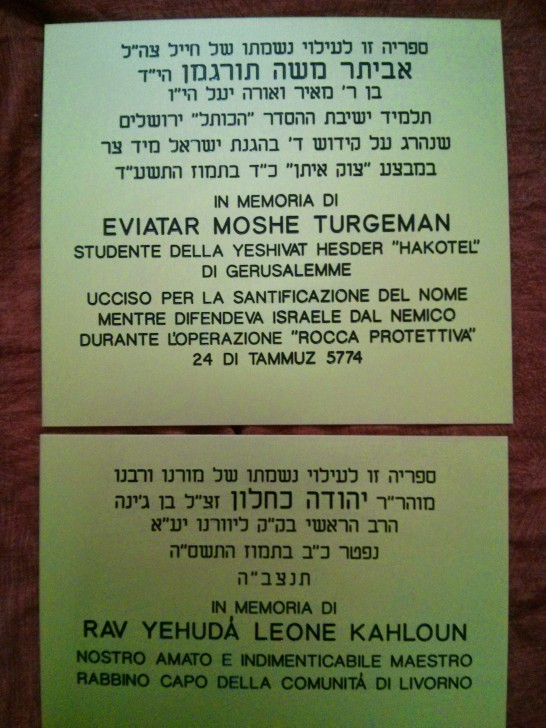 ספריה זו לעילוי נשמתו של חייל צה"ל
אביתר משה תורגמן הי"ד
בן ר' מאיר ואורה יעל הי"ו
תלמיד ישיבת ההסדר "הכותל" ירושלים
שנהרג על קידוש ד' בהגנת ישראל מיד צר
במבצע "צוק איתן" כ"ד בתמוז התשע"ד
IN MEMORIA DI
EVIATAR MOSHE TURGEMAN
STUDENTE DELLA YESHIVAT HESDER "HAKOTEL"
DI GERUSALEMME
UCCISO PER LA SANTIFICAZIONE DEL NOME
MENTRE DIFENDEVA ISRAELE DAL NEMICO
DURANTE L'OPERAZIONE "ROCCA PROTETTIVA"
24 DI TAMMUZ 5774
ספריה זו לעילוי נשמתו של מורנו ורבנו
מוהר"ר יהודה כחלון זצ"ל בן ג'ינה
הרב הראשי בק"ק ליוורנו יע"א
נפטר כ"ב בתמוז התשס"ה
תנצב"ה
IN MEMORIA DI
RAV YEHUDÁ LEONE KAHLOUN
NOSTRO AMATO E INDIMENTICABILE MAESTRO
RABBINO CAPO DELLA COMUNITÁ DI LIVORNO